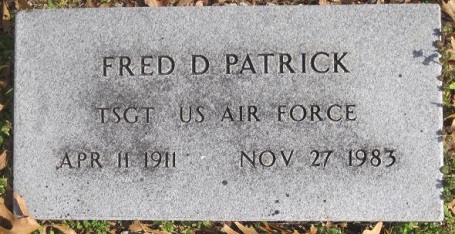 FRED D PATRICK
TSGT US AIR FORCE
APR 11 1911 NOV 27 1983